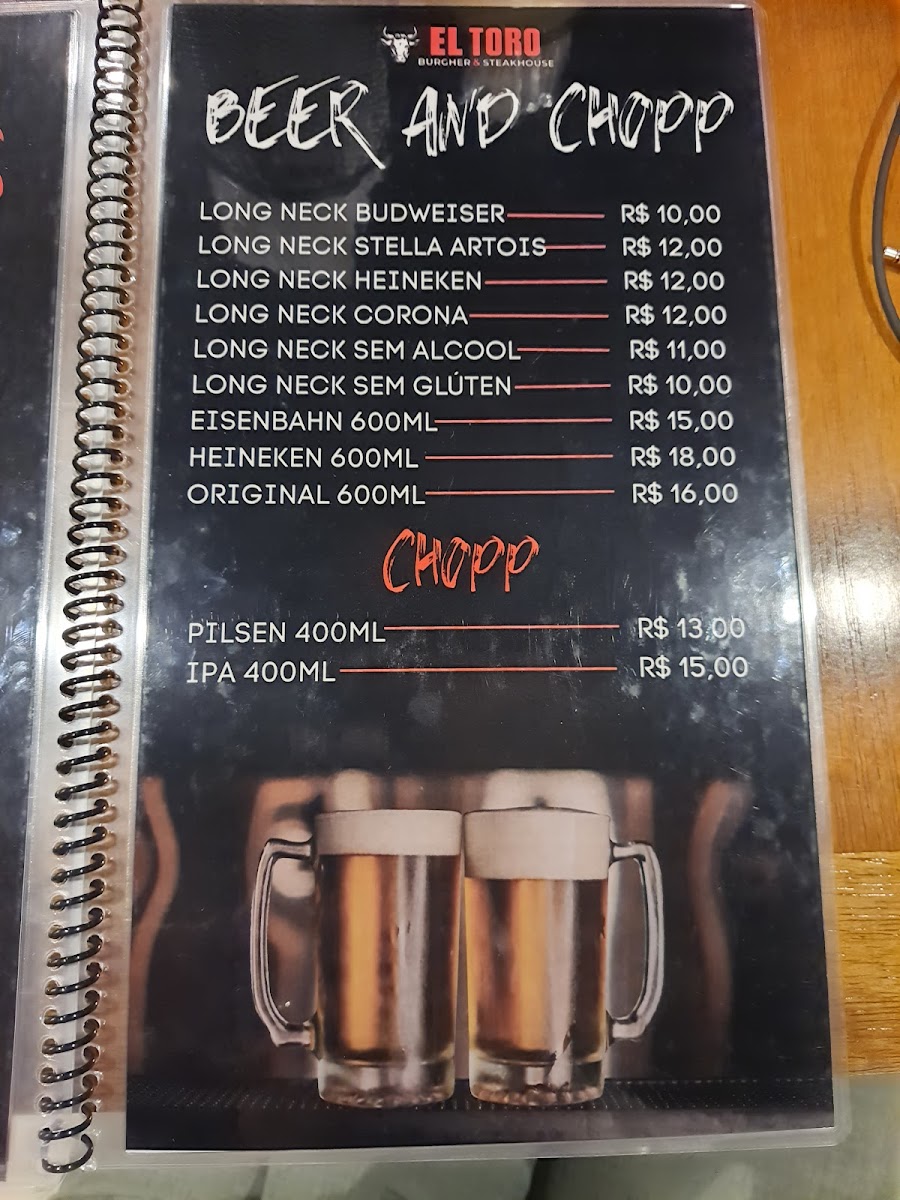 EL TORO
BURGHER & STEAKHOUSE
BEER AND CHOPP
LONG NECK BUDWEISER R$ 10,00
LONG NECK STELLA ARTOIS R$ 12,00
LONG NECK HEINEKEN R$ 12,00
LONG NECK CORONA R$ 12,00
LONG NECK SEM ALCOOL R$ 11,00
LONG NECK SEM GLÚTEN R$ 10,00
EISENBAHN 600ML R$ 15,00
HEINEKEN 600ML R$ 18,00
ORIGINAL 600ML R$ 16,00
CHOPP
PILSEN 400ML R$ 13,00
IPA 400ML R$ 15,00